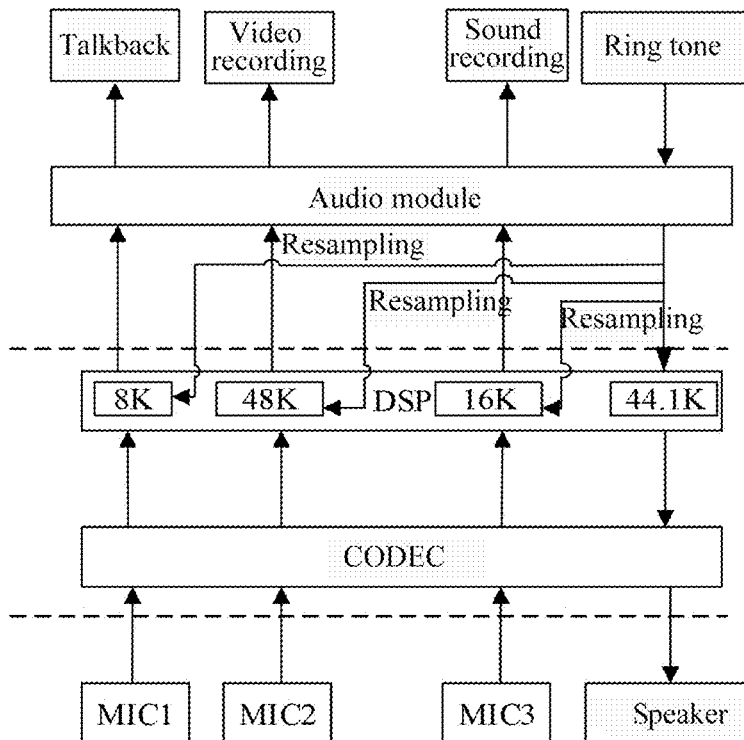 Talkback
Video
recording
Sound
recording
Ring tone
Audio module
Resampling
Resampling
Resampling
8K
48K
DSP
16K
44.1K
CODEC
MIC1
MIC2
MIC3
Speaker